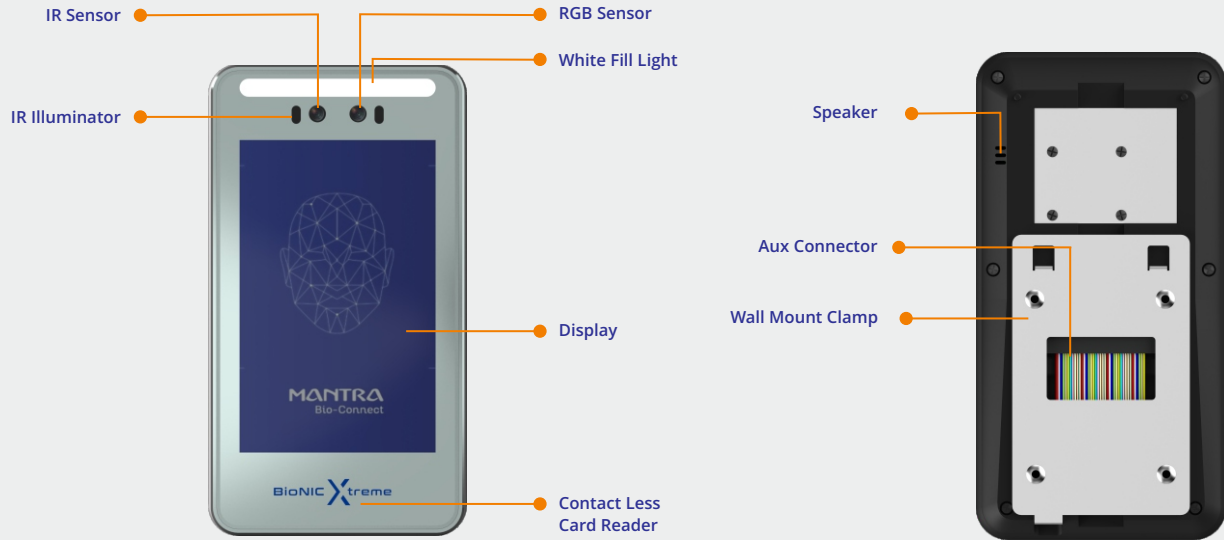 IR Sensor
RGB Sensor
White Fill Light
IR Illuminator
Speaker
Aux Connector
Wall Mount Clamp
Display
MANTRA
Bio-Connect
BioNIC Xtreme
Contact Less
Card Reader